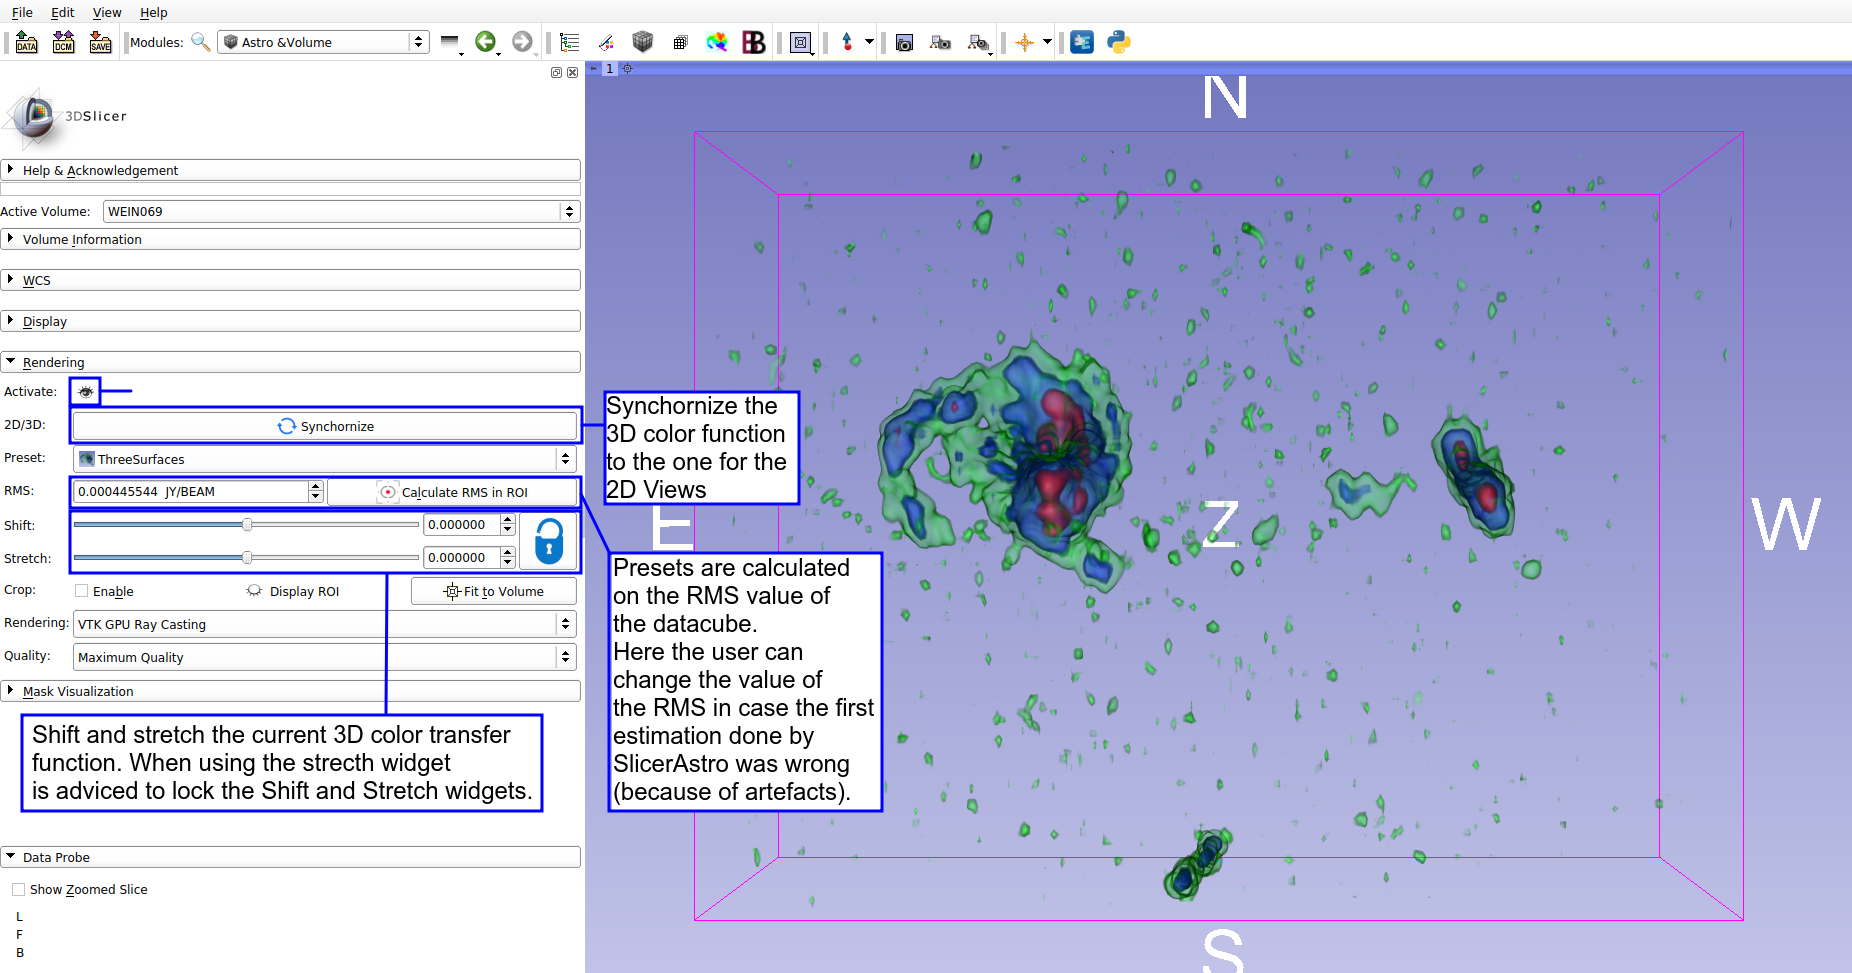 File Edit View Help
DATA DCM SAVE Modules: Astro &Volume
1
3DSlicer
Help & Acknowledgement
Active Volume: WEIN069
Volume Information
WCS
Display
Rendering
Activate:
2D/3D: Synchornize
Preset: ThreeSurfaces
RMS: 0.000445544 JY/BEAM Calculate RMS in ROI
Shift: 0.000000
Stretch: 0.000000
Crop: Enable Display ROI Fit to Volume
Rendering: VTK GPU Ray Casting
Quality: Maximum Quality
Mask Visualization
Shift and stretch the current 3D color transfer
function. When using the strecth widget
is adviced to lock the Shift and Stretch widgets.
Data Probe
Show Zoomed Slice
L
F
B
Synchornize the
3D color function
to the one for the
2D Views
Presets are calculated
on the RMS value of
the datacube.
Here the user can
change the value of
the RMS in case the first
estimation done by
SlicerAstro was wrong
(because of artefacts).
N
E
Z
W
S